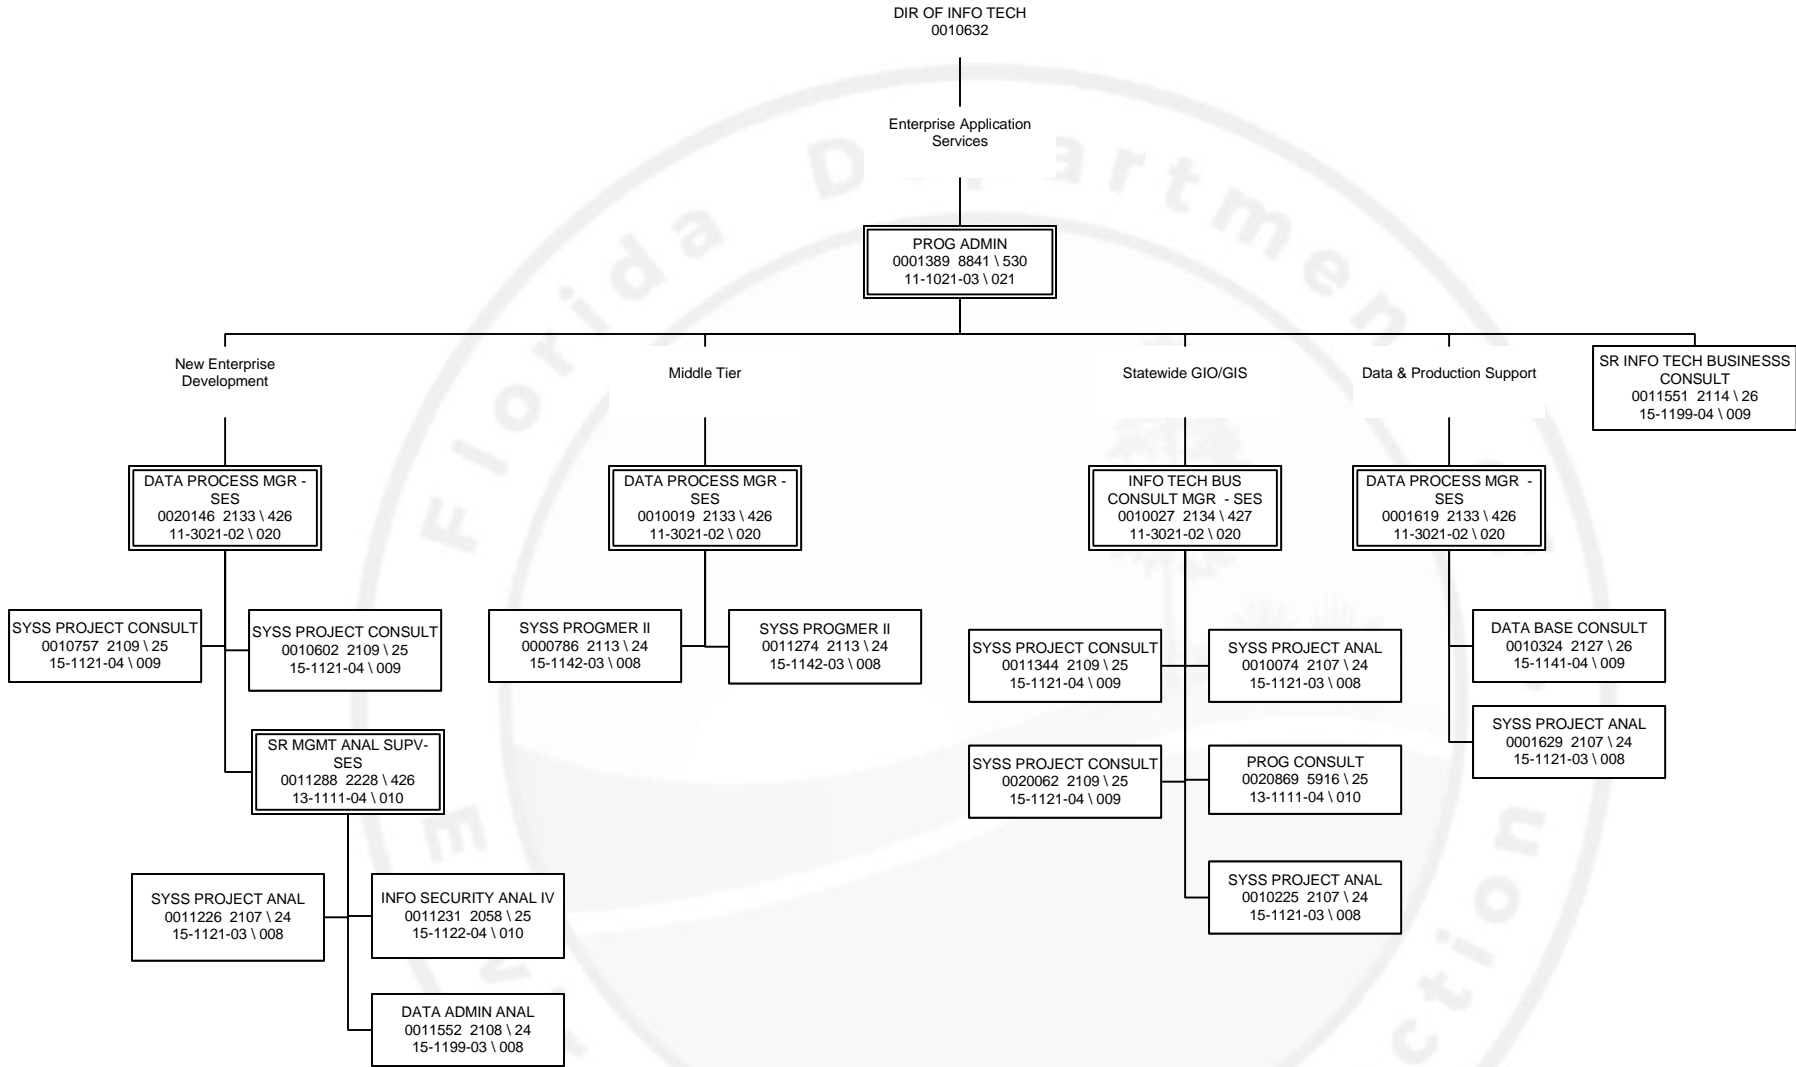 DIR OF INFO TECH
0010632
Enterprise Application
Services
PROG ADMIN
0001389 8841 \ 530
11-1021-03 \ 021
New Enterprise
Development
Middle Tier
Statewide GIO/GIS
Data & Production Support
SR INFO TECH BUSINESSS
CONSULT
0011551 2114 \ 26
15-1199-04 \ 009
DATA PROCESS MGR -
SES
0020146 2133 \ 426
11-3021-02 \ 020
DATA PROCESS MGR -
SES
0010019 2133 \ 426
11-3021-02 \ 020
INFO TECH BUS
CONSULT MGR - SES
0010027 2134 \ 427
11-3021-02 \ 020
DATA PROCESS MGR -
SES
0001619 2133 \ 426
11-3021-02 \ 020
SYSS PROJECT CONSULT
0010757 2109 \ 25
15-1121-04 \ 009
SYSS PROJECT CONSULT
0010602 2109 \ 25
15-1121-04 \ 009
SYSS PROGMER II
0000786 2113 \ 24
15-1142-03 \ 008
SYSS PROGMER II
0011274 2113 \ 24
15-1142-03 \ 008
SYSS PROJECT CONSULT
0011344 2109 \ 25
15-1121-04 \ 009
SYSS PROJECT ANAL
0010074 2107 \ 24
15-1121-03 \ 008
DATA BASE CONSULT
0010324 2127 \ 26
15-1141-04 \ 009
SR MGMT ANAL SUPV-
SES
0011288 2228 \ 426
13-1111-04 \ 010
SYSS PROJECT CONSULT
0020062 2109 \ 25
15-1121-04 \ 009
PROG CONSULT
0020869 5916 \ 25
13-1111-04 \ 010
SYSS PROJECT ANAL
0001629 2107 \ 24
15-1121-03 \ 008
SYSS PROJECT ANAL
0011226 2107 \ 24
15-1121-03 \ 008
INFO SECURITY ANAL IV
0011231 2058 \ 25
15-1122-04 \ 010
SYSS PROJECT ANAL
0010225 2107 \ 24
15-1121-03 \ 008
DATA ADMIN ANAL
0011552 2108 \ 24
15-1199-03 \ 008
Florida